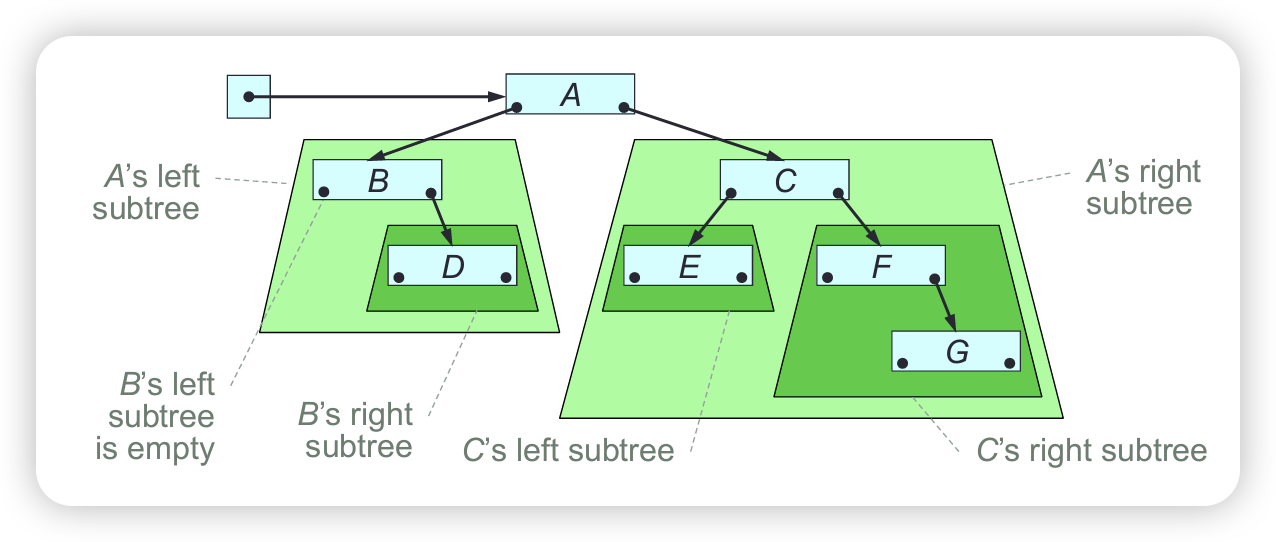 A
B
C
A's left
subtree
A's right
subtree
D
E
F
G
B's left
subtree
is empty
B's right
subtree
C's left subtree
C's right subtree